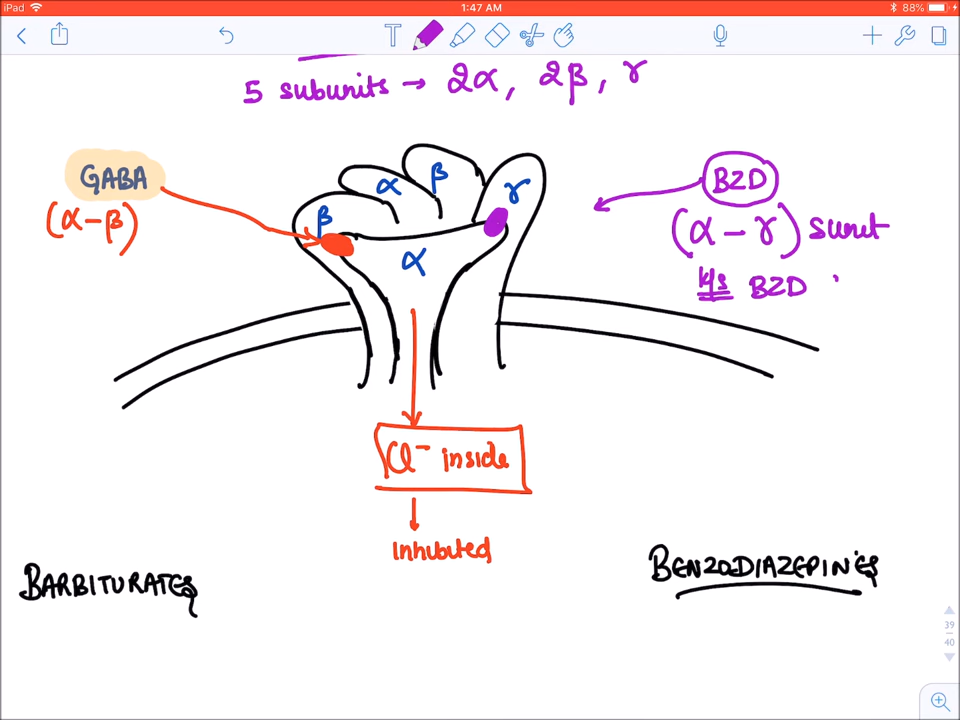 iPad
1:47 AM
88%
T
5 subunits → 2α, 2β, γ
GABA
(α-β)
β
α
β
γ
α
BZD
(α - γ) sunit
k/s BZD
Cl⁻ inside
Inhibited
BARBITURATES
BENZODIAZEPINES
39
40